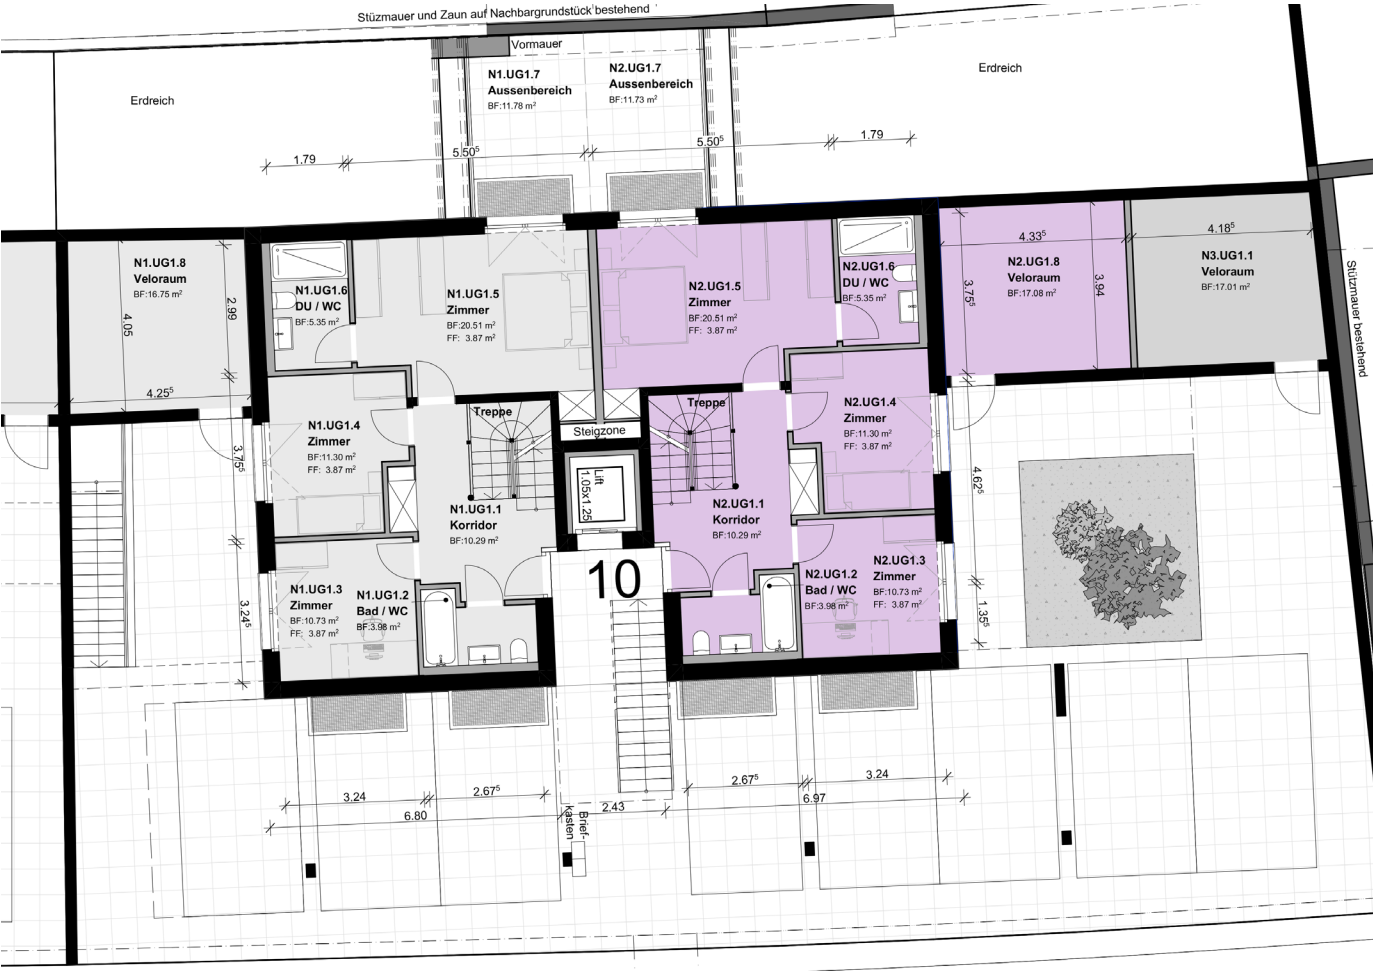 Stüzmauer und Zaun auf Nachbargrundstück bestehend
Vormauer
Erdreich
N1.UG1.7
Aussenbereich
BF:11.78 m²
N2.UG1.7
Aussenbereich
BF:11.73 m²
Erdreich
1.79
5.50⁵
5.50⁵
1.79
N1.UG1.8
Veloraum
BF:16.75 m²
2.99
4.05
4.25⁵
N1.UG1.6
DU / WC
BF:5.35 m²
N1.UG1.5
Zimmer
BF:20.51 m²
FF: 3.87 m²
N2.UG1.5
Zimmer
BF:20.51 m²
FF: 3.87 m²
N2.UG1.6
DU / WC
BF:5.35 m²
4.33⁵
N2.UG1.8
Veloraum
BF:17.08 m²
3.75⁵
3.94
4.18⁵
N3.UG1.1
Veloraum
BF:17.01 m²
Stützmauer bestehend
N1.UG1.4
Zimmer
BF:11.30 m²
FF: 3.87 m²
Treppe
Steigzone
Treppe
N2.UG1.4
Zimmer
BF:11.30 m²
FF: 3.87 m²
3.75⁵
Lift
1.05x1.25
4.62⁵
N1.UG1.1
Korridor
BF:10.29 m²
N2.UG1.1
Korridor
BF:10.29 m²
10
N1.UG1.3
Zimmer
BF:10.73 m²
FF: 3.87 m²
N1.UG1.2
Bad / WC
BF:3.98 m²
N2.UG1.2
Bad / WC
BF:3.98 m²
N2.UG1.3
Zimmer
BF:10.73 m²
FF: 3.87 m²
3.24⁵
1.35⁵
3.24
2.67⁵
6.80
2.43
2.67⁵
3.24
6.97
Brief-
kasten